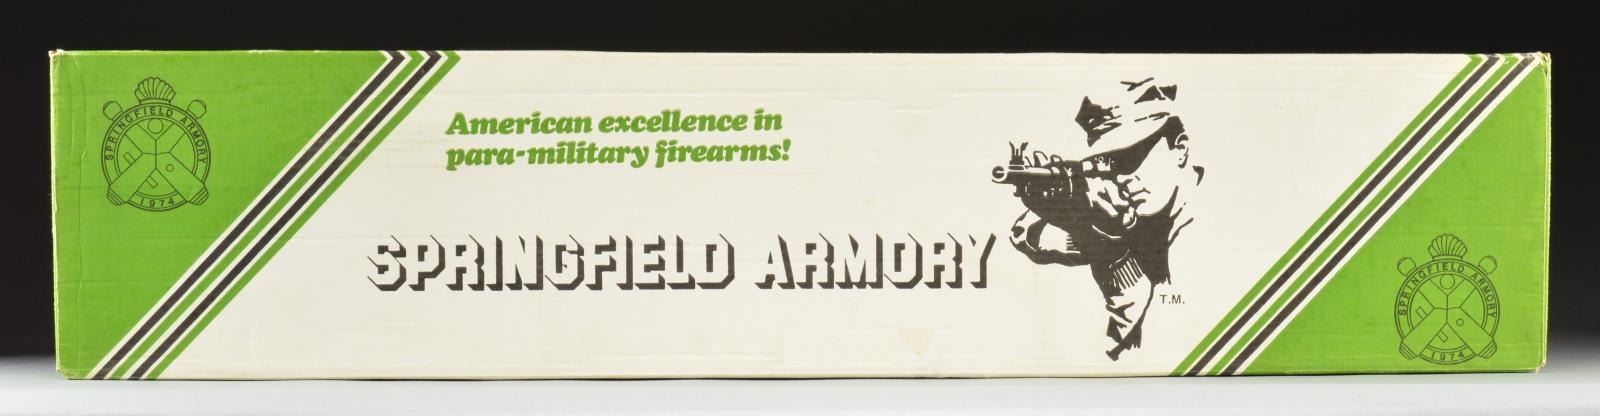 SPRINGFIELD ARMORY
1974
American excellence in
para-military firearms!
SPRINGFIELD ARMORY
T.M.
SPRINGFIELD ARMORY
1974